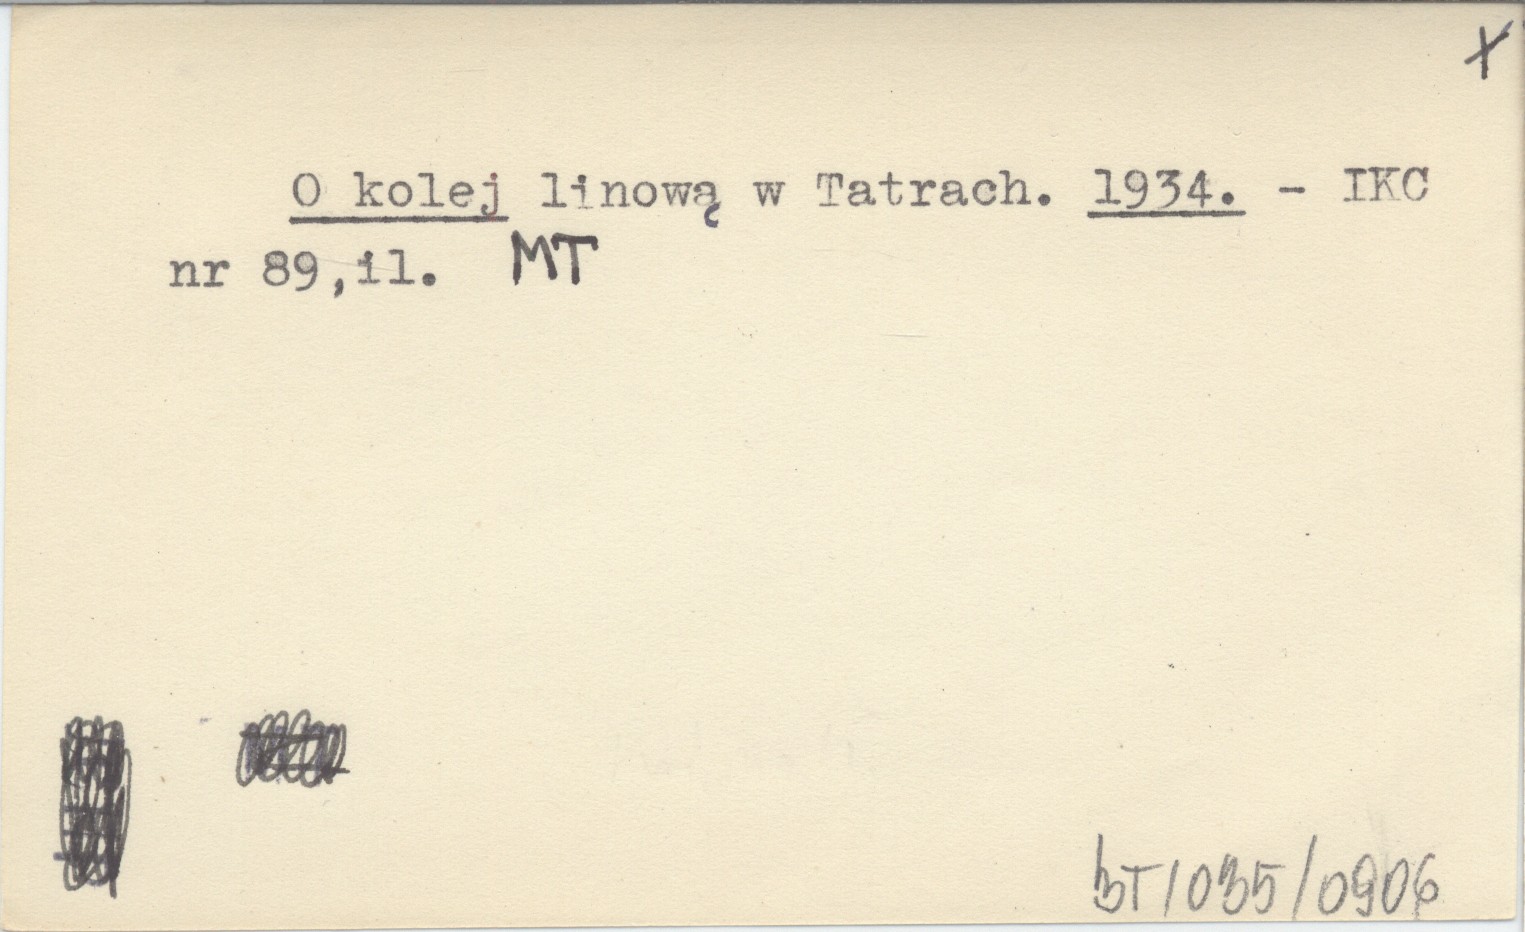 X
O kolej linową w Tatrach. 1934. - IKC
nr 89,il. MT
BT/035/0906